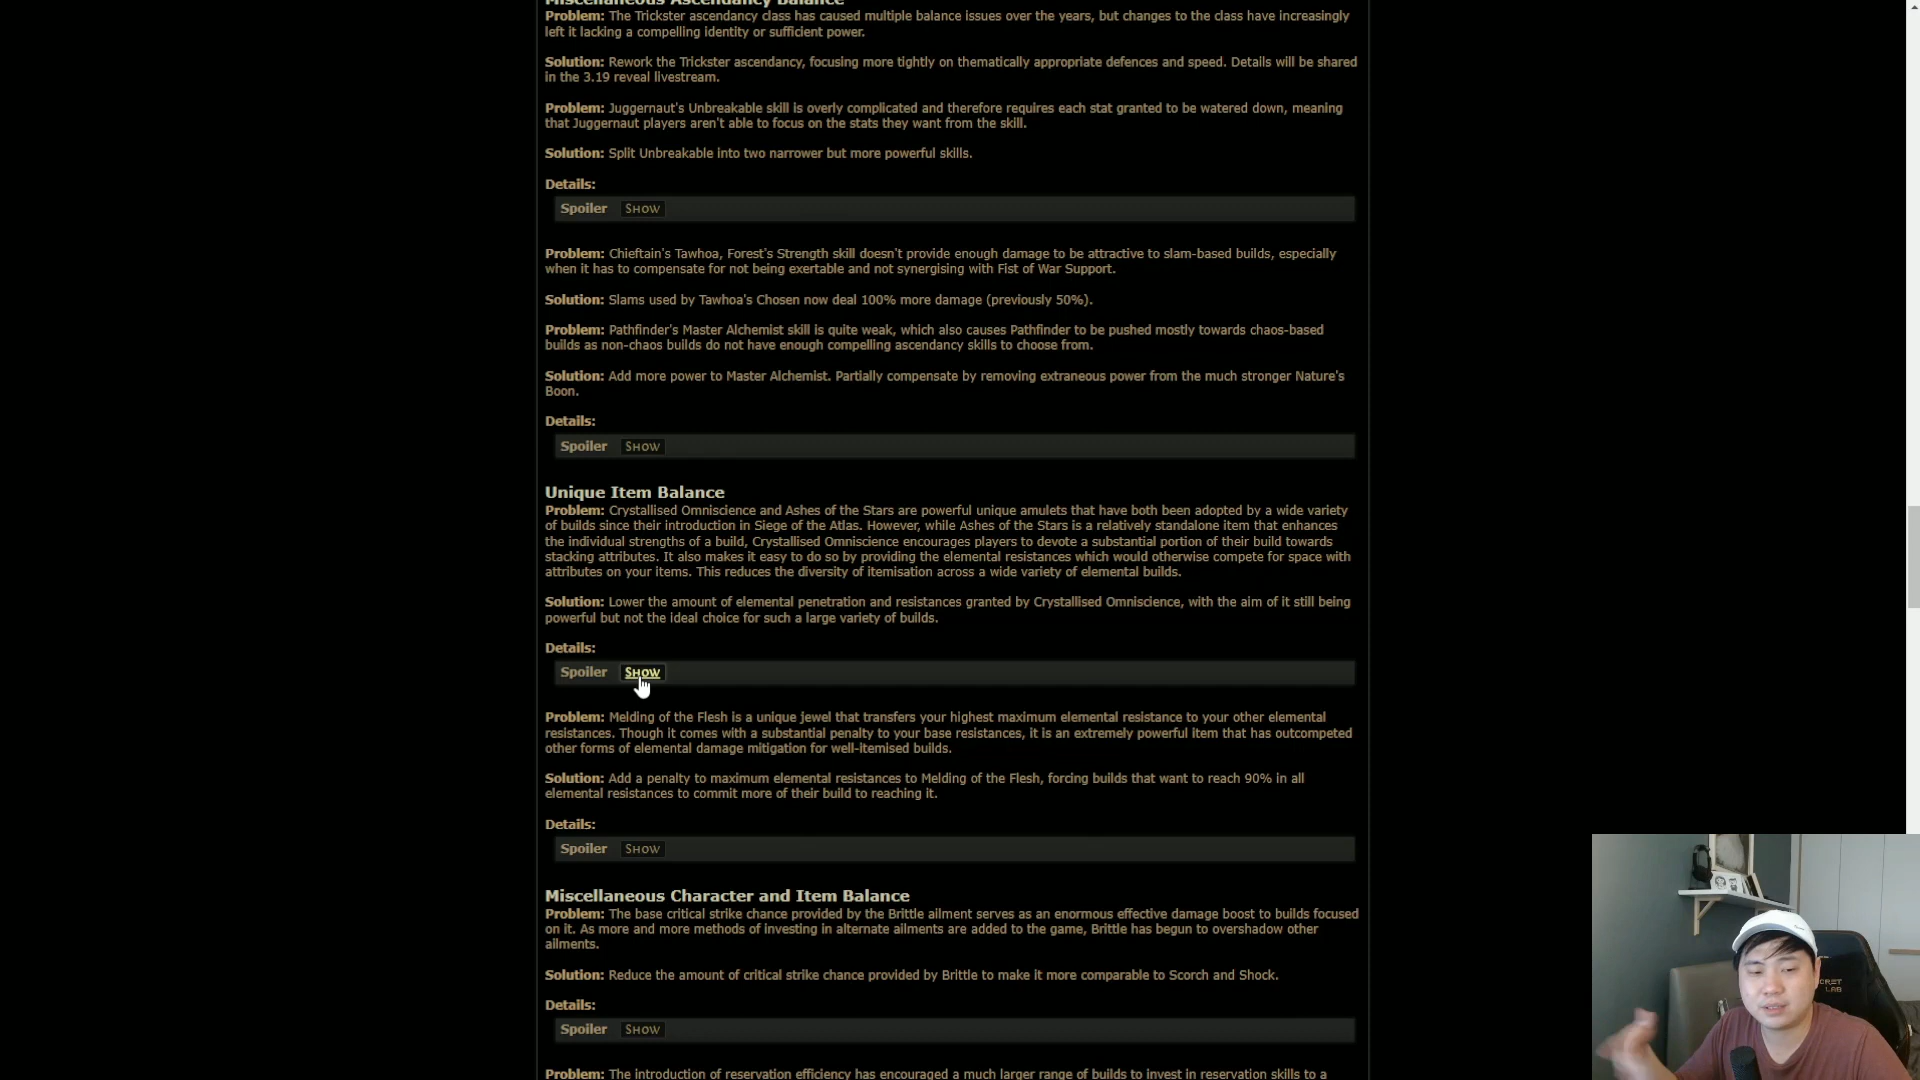 Miscellaneous Ascendancy Balance
Problem: The Trickster ascendancy class has caused multiple balance issues over the years, but changes to the class have increasingly
left it lacking a compelling identity or sufficient power.
Solution: Rework the Trickster ascendancy, focusing more tightly on thematically appropriate defences and speed. Details will be shared
in the 3.19 reveal livestream.
Problem: Juggernaut's Unbreakable skill is overly complicated and therefore requires each stat granted to be watered down, meaning
that Juggernaut players aren't able to focus on the stats they want from the skill.
Solution: Split Unbreakable into two narrower but more powerful skills.
Details:
Spoiler SHOW
Problem: Chieftain's Tawhoa, Forest's Strength skill doesn't provide enough damage to be attractive to slam-based builds, especially
when it has to compensate for not being exertable and not synergising with Fist of War Support.
Solution: Slams used by Tawhoa's Chosen now deal 100% more damage (previously 50%).
Problem: Pathfinder's Master Alchemist skill is quite weak, which also causes Pathfinder to be pushed mostly towards chaos-based
builds as non-chaos builds do not have enough compelling ascendancy skills to choose from.
Solution: Add more power to Master Alchemist. Partially compensate by removing extraneous power from the much stronger Nature's
Boon.
Details:
Spoiler SHOW
Unique Item Balance
Problem: Crystallised Omniscience and Ashes of the Stars are powerful unique amulets that have both been adopted by a wide variety
of builds since their introduction in Siege of the Atlas. However, while Ashes of the Stars is a relatively standalone item that enhances
the individual strengths of a build, Crystallised Omniscience encourages players to devote a substantial portion of their build towards
stacking attributes. It also makes it easy to do so by providing the elemental resistances which would otherwise compete for space with
attributes on your items. This reduces the diversity of itemisation across a wide variety of elemental builds.
Solution: Lower the amount of elemental penetration and resistances granted by Crystallised Omniscience, with the aim of it still being
powerful but not the ideal choice for such a large variety of builds.
Details:
Spoiler SHOW
Problem: Melding of the Flesh is a unique jewel that transfers your highest maximum elemental resistance to your other elemental
resistances. Though it comes with a substantial penalty to your base resistances, it is an extremely powerful item that has outcompeted
other forms of elemental damage mitigation for well-itemised builds.
Solution: Add a penalty to maximum elemental resistances to Melding of the Flesh, forcing builds that want to reach 90% in all
elemental resistances to commit more of their build to reaching it.
Details:
Spoiler SHOW
Miscellaneous Character and Item Balance
Problem: The base critical strike chance provided by the Brittle ailment serves as an enormous effective damage boost to builds focused
on it. As more and more methods of investing in alternate ailments are added to the game, Brittle has begun to overshadow other
ailments.
Solution: Reduce the amount of critical strike chance provided by Brittle to make it more comparable to Scorch and Shock.
Details:
Spoiler SHOW
Problem: The introduction of reservation efficiency has encouraged a much larger range of builds to invest in reservation skills to a
CRET
LAB